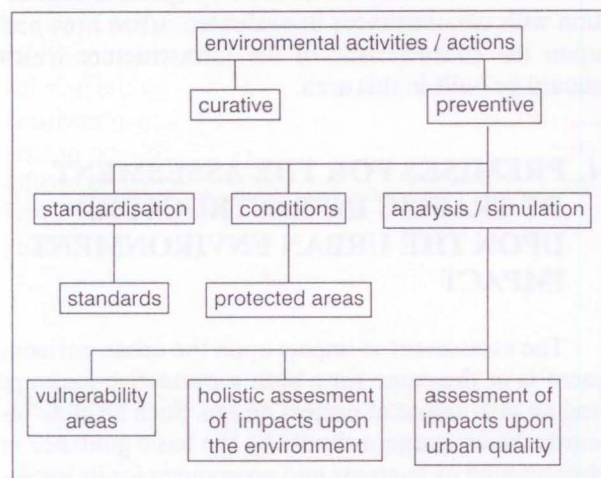 environmental activities / actions
curative
preventive
standardisation
conditions
analysis / simulation
standards
protected areas
vulnerability
areas
holistic assesment
of impacts upon
the environment
assesment of
impacts upon
urban quality